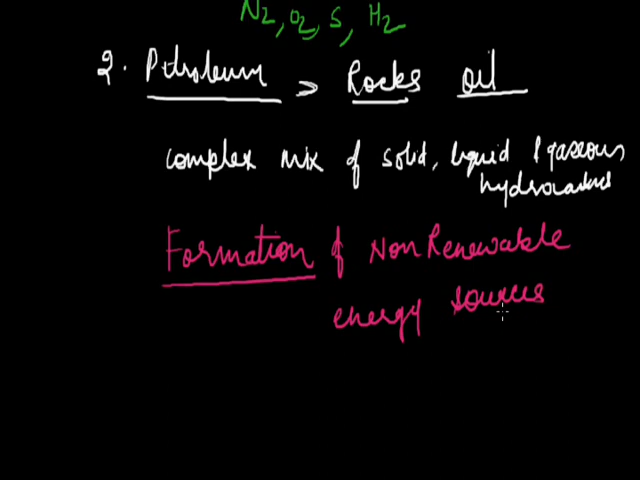 N2, O2, S, H2
2. Petroleum > Rocks oil
complex mix of solid, liquid & gaseous
hydrocarbons
Formation of Non Renewable
energy sources